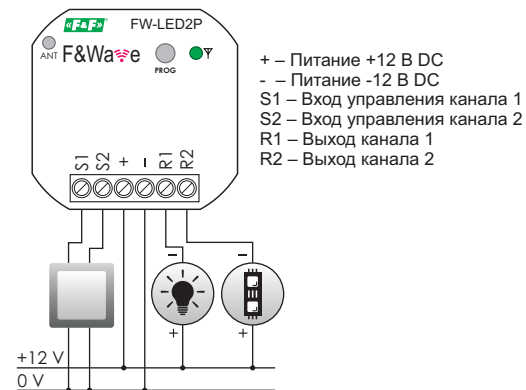 «F&F» FW-LED2P
ANT F&Wave PROG
S1 S2 + – R1 R2
– –
+ +
+12 V
0 V
+ – Питание +12 В DC
- – Питание -12 В DC
S1 – Вход управления канала 1
S2 – Вход управления канала 2
R1 – Выход канала 1
R2 – Выход канала 2